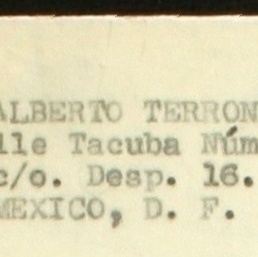 ALBERTO TERRON
lle Tacuba Núm
c/o. Desp. 16.
MEXICO, D. F.